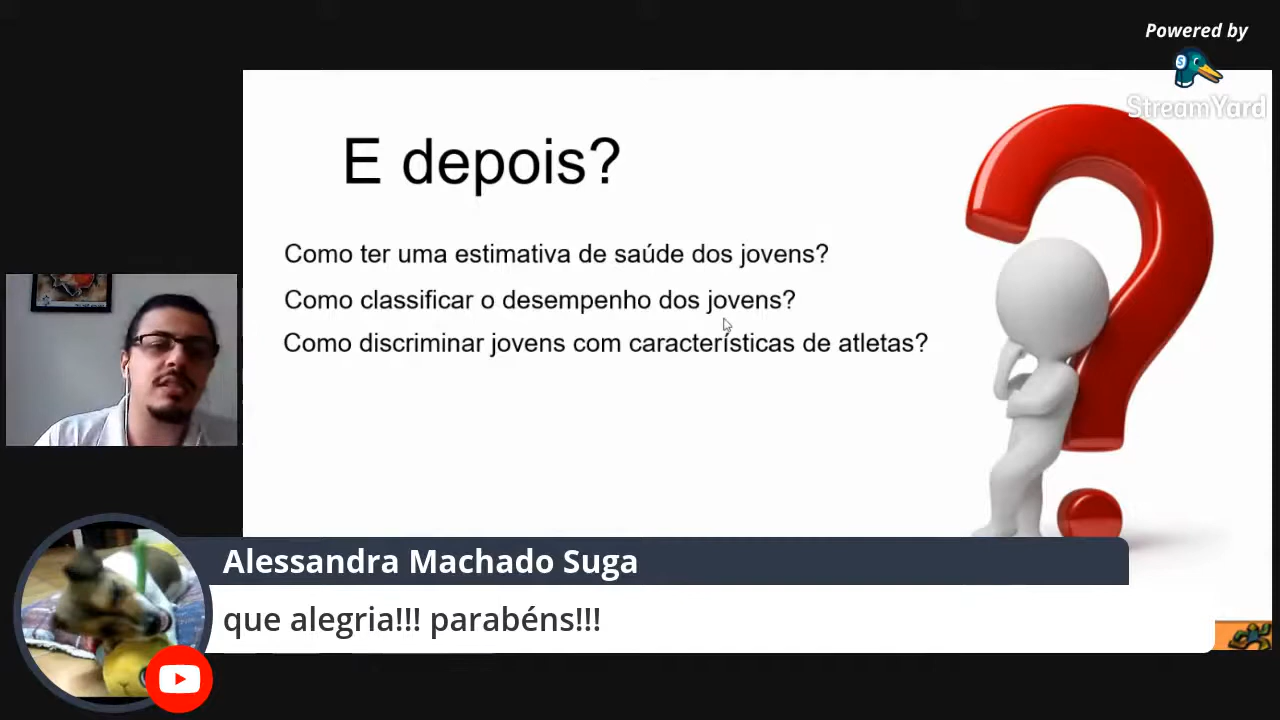 Powered by
StreamYard
E depois?
Como ter uma estimativa de saúde dos jovens?
Como classificar o desempenho dos jovens?
Como discriminar jovens com características de atletas?
Alessandra Machado Suga
que alegria!!! parabéns!!!